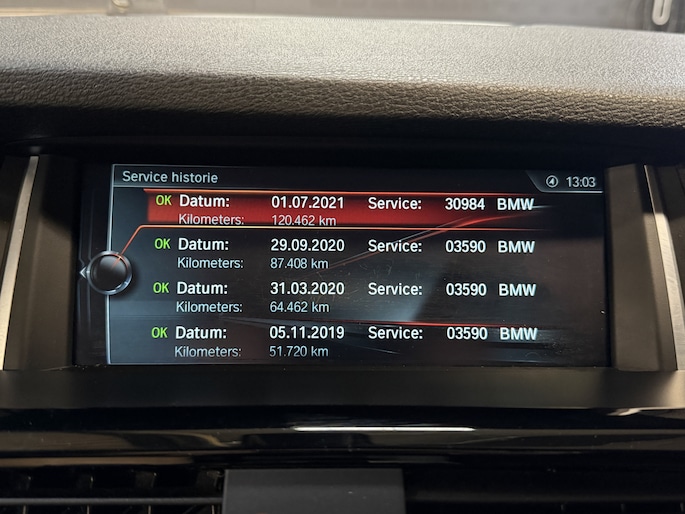 Service historie 13:03
OK Datum: 01.07.2021 Service: 30984 BMW
Kilometers: 120.462 km
OK Datum: 29.09.2020 Service: 03590 BMW
Kilometers: 87.408 km
OK Datum: 31.03.2020 Service: 03590 BMW
Kilometers: 64.462 km
OK Datum: 05.11.2019 Service: 03590 BMW
Kilometers: 51.720 km